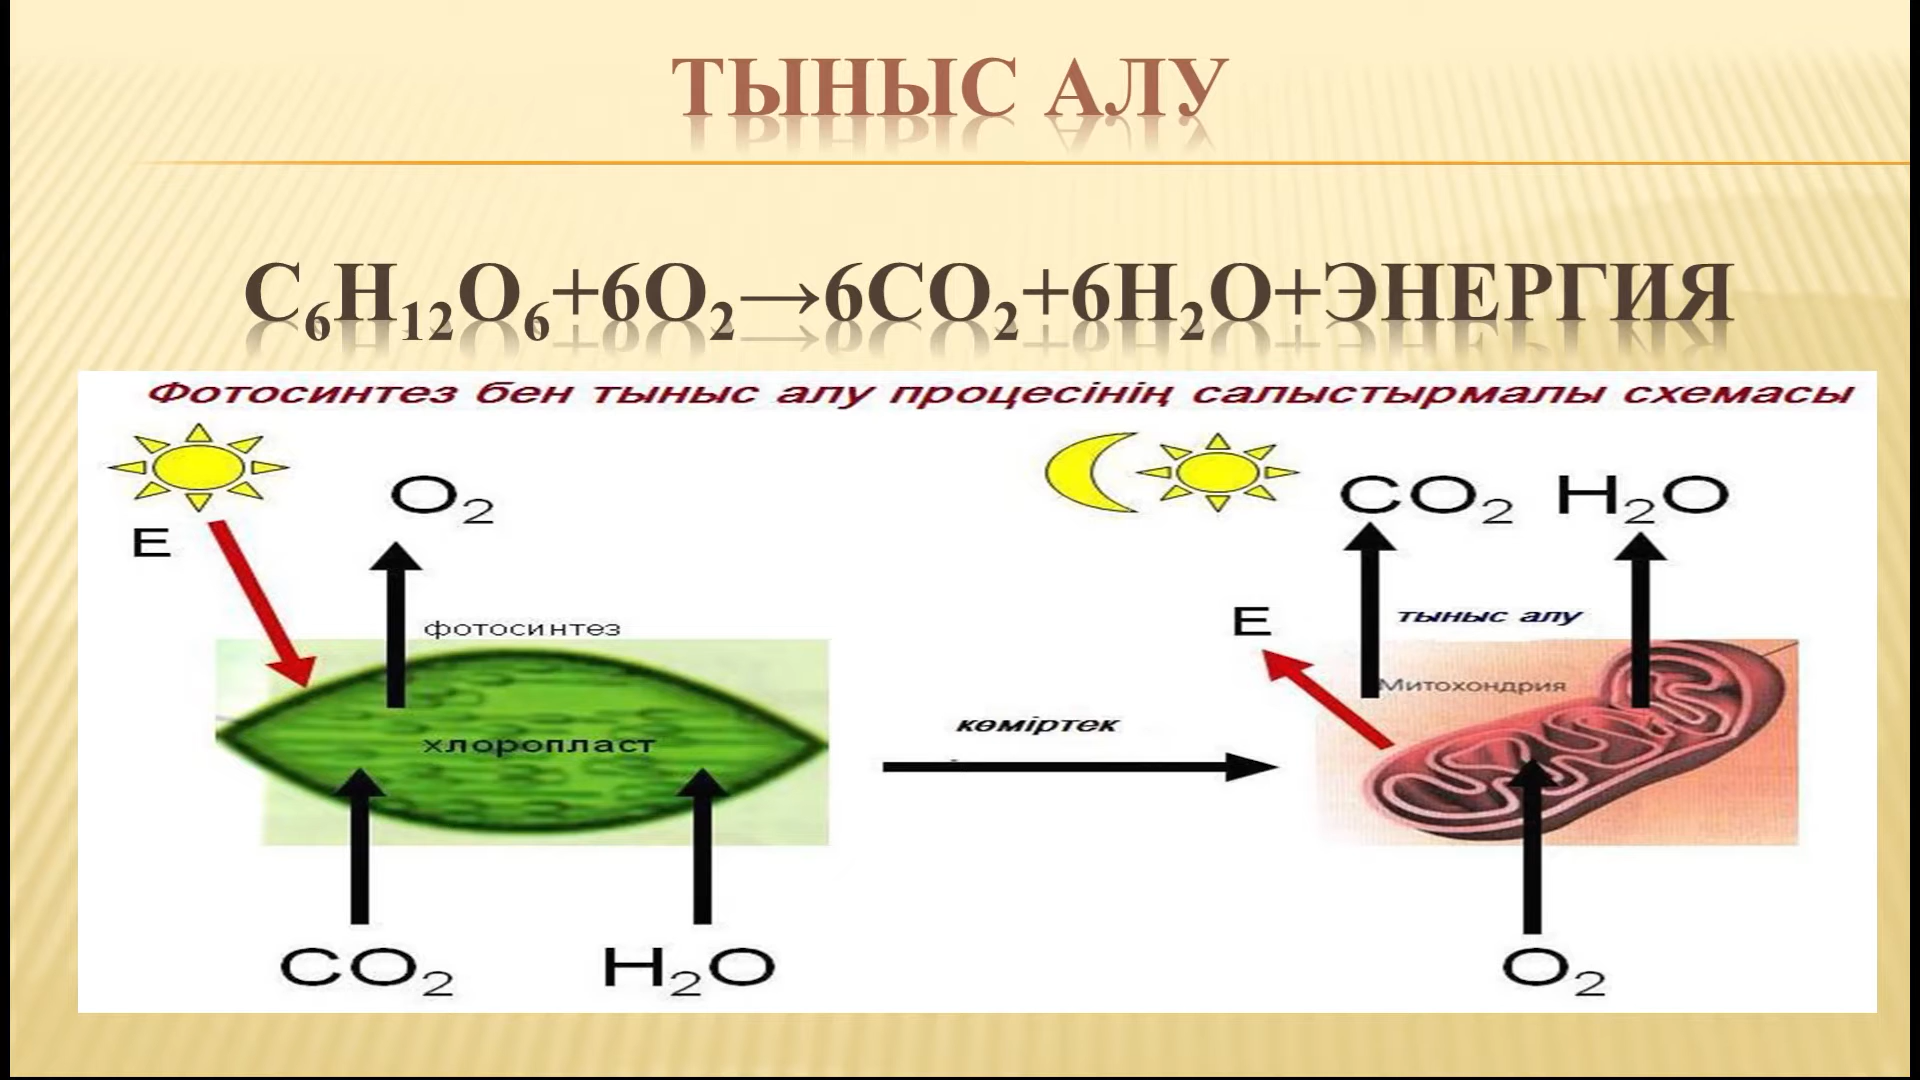 ТЫНЫС АЛУ
C₆H₁₂O₆+6O₂→6CO₂+6H₂O+ЭНЕРГИЯ
Фотосинтез бен тыныс алу процесінің салыстырмалы схемасы
E
O₂
фотосинтез
хлоропласт
CO₂
H₂O
көміртек
CO₂ H₂O
E
тыныс алу
Митохондрия
O₂